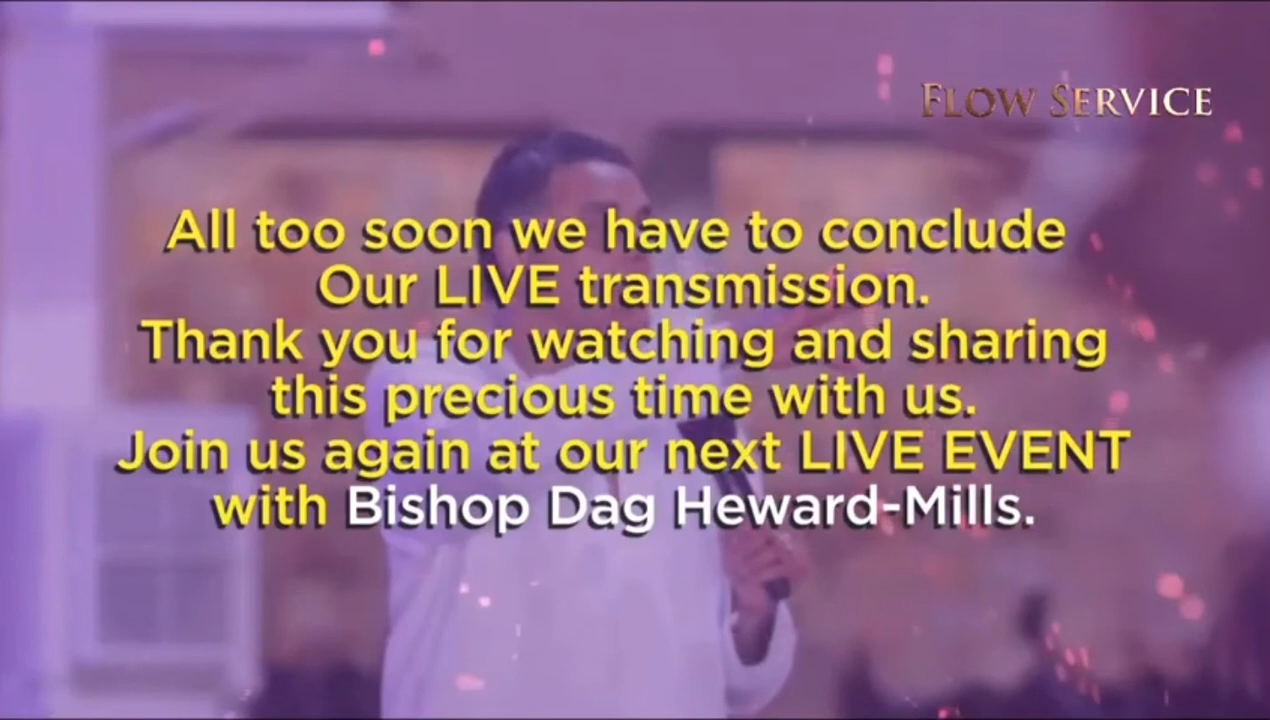 FLOW SERVICE
All too soon we have to conclude
Our LIVE transmission.
Thank you for watching and sharing
this precious time with us.
Join us again at our next LIVE EVENT
with Bishop Dag Heward-Mills.